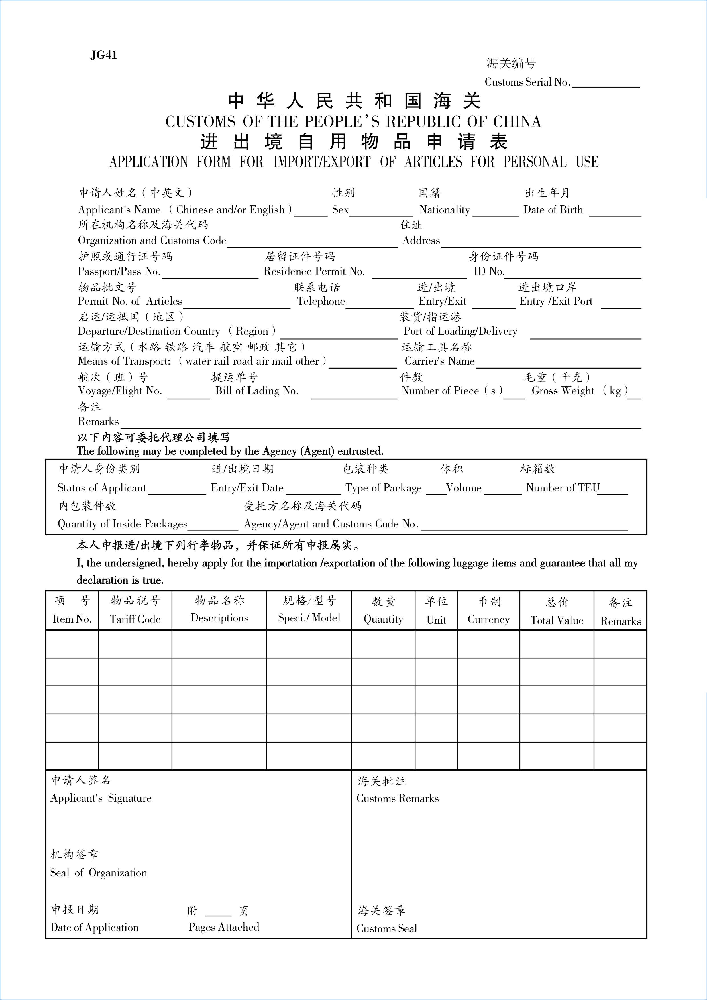 JG41
海关编号
Customs Serial No.
中华人民共和国海关
CUSTOMS OF THE PEOPLE’S REPUBLIC OF CHINA
进出境自用物品申请表
APPLICATION FORM FOR IMPORT/EXPORT OF ARTICLES FOR PERSONAL USE
申请人姓名（中英文） 性别 国籍 出生年月
Applicant's Name （Chinese and/or English） Sex Nationality Date of Birth
所在机构名称及海关代码 住址
Organization and Customs Code Address
护照或通行证号码 居留证件号码 身份证件号码
Passport/Pass No. Residence Permit No. ID No.
物品批文号 联系电话 进/出境 进出境口岸
Permit No. of Articles Telephone Entry/Exit Entry /Exit Port
启运/运抵国（地区） 装货/指运港
Departure/Destination Country （Region） Port of Loading/Delivery
运输方式（水路 铁路 汽车 航空 邮政 其它） 运输工具名称
Means of Transport: （water rail road air mail other） Carrier's Name
航次（班）号 提运单号 件数 毛重（千克）
Voyage/Flight No. Bill of Lading No. Number of Piece（s） Gross Weight （kg）
备注
Remarks
以下内容可委托代理公司填写
The following may be completed by the Agency (Agent) entrusted.
申请人身份类别 进/出境日期 包装种类 体积 标箱数
Status of Applicant Entry/Exit Date Type of Package Volume Number of TEU
内包装件数 受托方名称及海关代码
Quantity of Inside Packages Agency/Agent and Customs Code No.
本人申报进/出境下列行李物品，并保证所有申报属实。
I, the undersigned, hereby apply for the importation /exportation of the following luggage items and guarantee that all my
declaration is true.
项 号 物品税号 物品名称 规格/型号 数量 单位 币制 总价 备注
Item No. Tariff Code Descriptions Speci./ Model Quantity Unit Currency Total Value Remarks
申请人签名 海关批注
Applicant's Signature Customs Remarks
机构签章
Seal of Organization
申报日期 附 页 海关签章
Date of Application Pages Attached Customs Seal